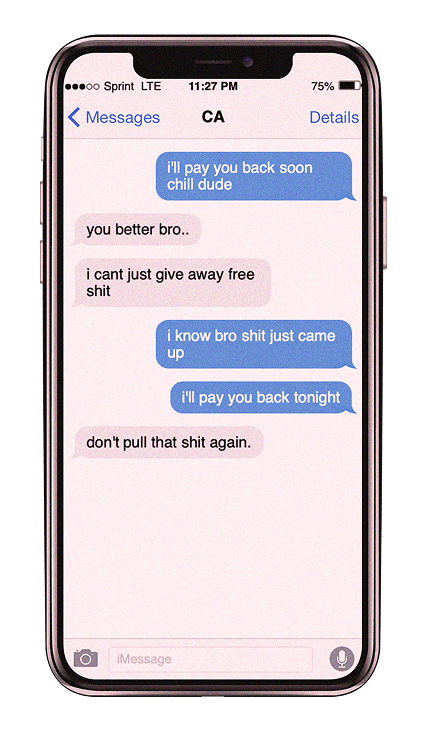 Sprint LTE 11:27 PM 75%
Messages CA Details
i'll pay you back soon
chill dude
you better bro..
i cant just give away free
shit
i know bro shit just came
up
i'll pay you back tonight
don't pull that shit again.
iMessage